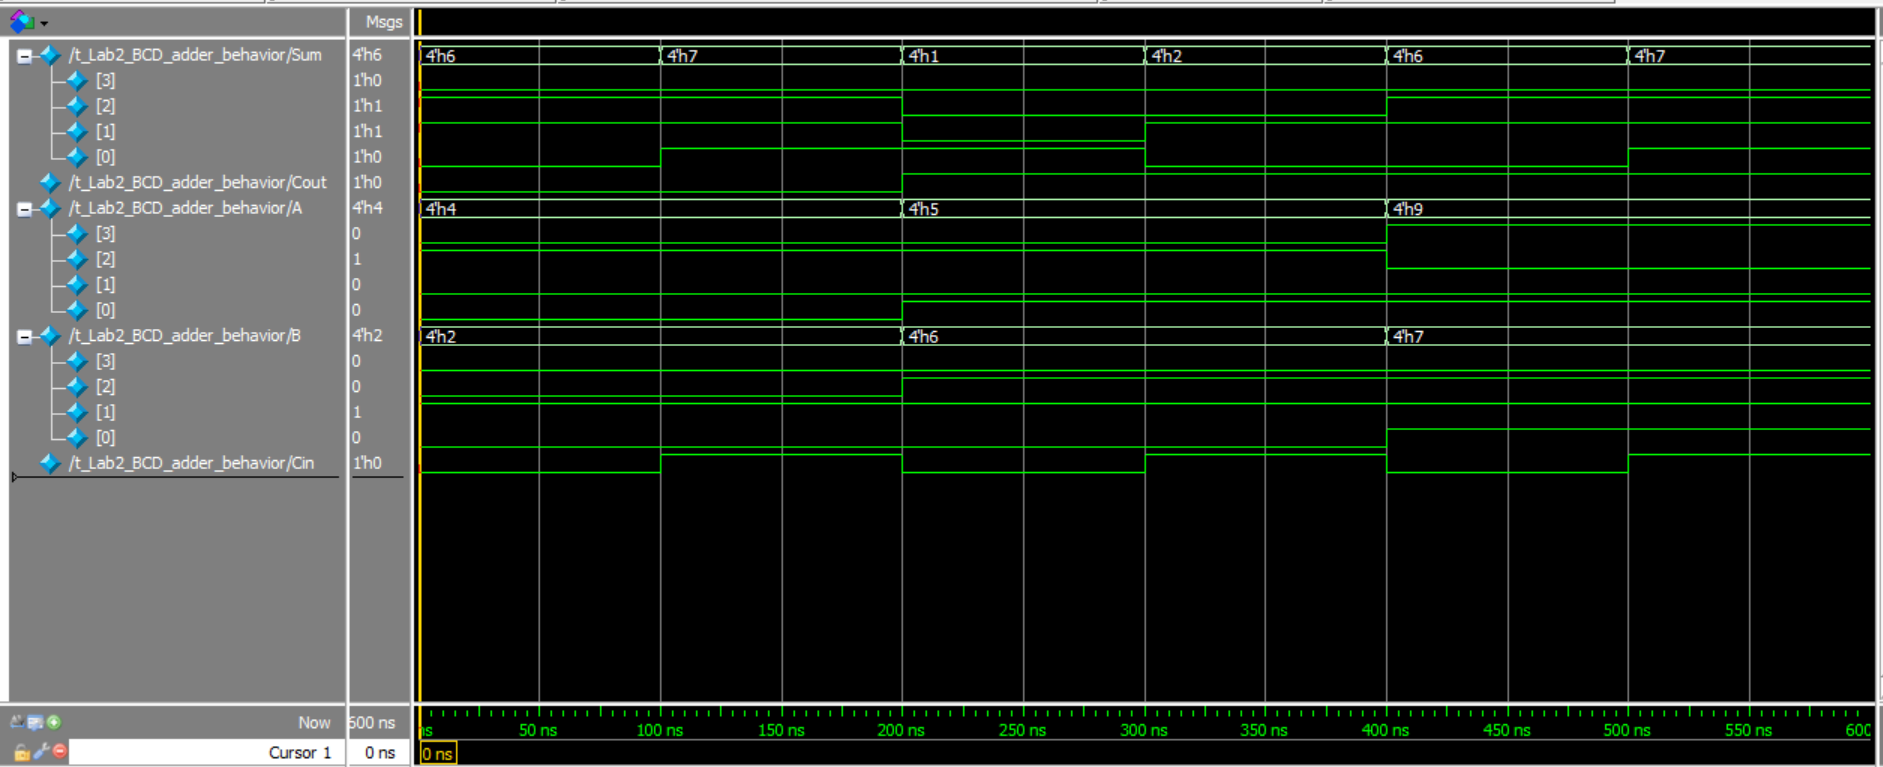 Msgs
/t_Lab2_BCD_adder_behavior/Sum 4'h6 4'h6 4'h7 4'h1 4'h2 4'h6 4'h7
[3] 1'h0
[2] 1'h1
[1] 1'h1
[0] 1'h0
/t_Lab2_BCD_adder_behavior/Cout 1'h0
/t_Lab2_BCD_adder_behavior/A 4'h4 4'h4 4'h5 4'h9
[3] 0
[2] 1
[1] 0
[0] 0
/t_Lab2_BCD_adder_behavior/B 4'h2 4'h2 4'h6 4'h7
[3] 0
[2] 0
[1] 1
[0] 0
/t_Lab2_BCD_adder_behavior/Cin 1'h0
Now 600 ns ns 50 ns 100 ns 150 ns 200 ns 250 ns 300 ns 350 ns 400 ns 450 ns 500 ns 550 ns 600
Cursor 1 0 ns 0 ns